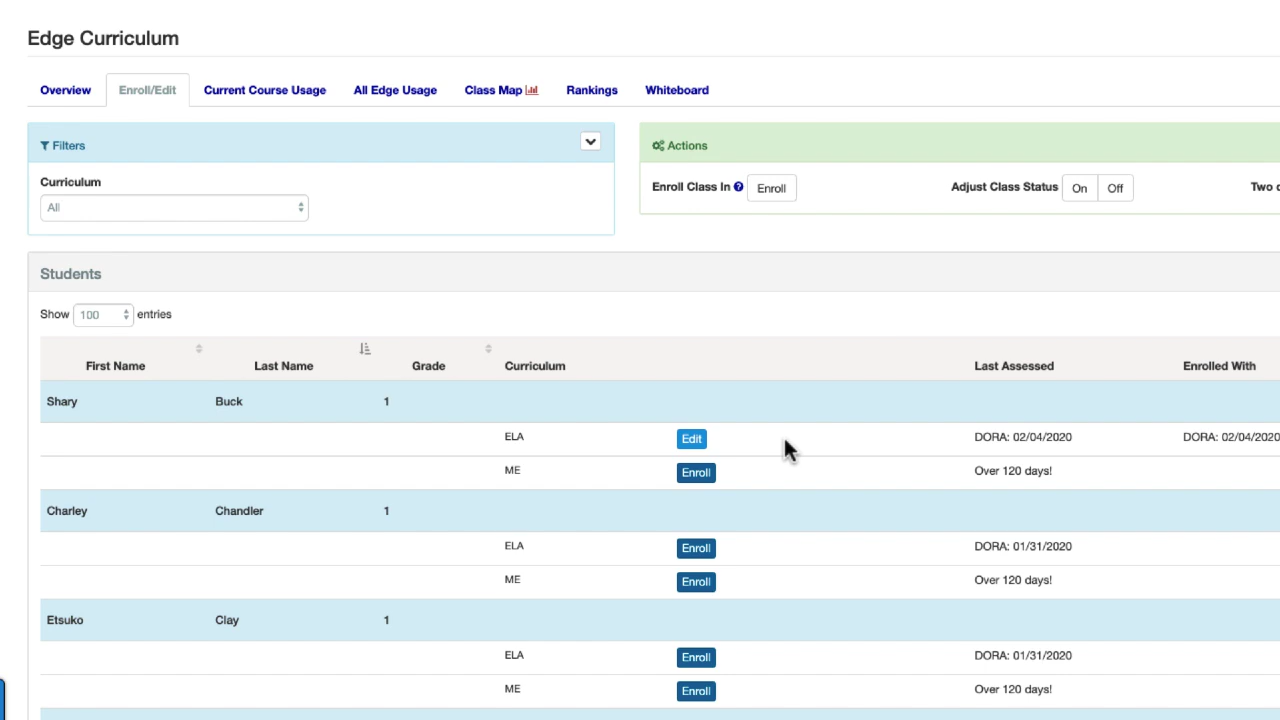 Edge Curriculum
Overview Enroll/Edit Current Course Usage All Edge Usage Class Map Rankings Whiteboard
Filters
Actions
Curriculum
All
Enroll Class In Enroll Adjust Class Status On Off Two
Students
Show 100 entries
First Name Last Name Grade Curriculum Last Assessed Enrolled With
Shary Buck 1
ELA Edit DORA: 02/04/2020 DORA: 02/04/2020
ME Enroll Over 120 days!
Charley Chandler 1
ELA Enroll DORA: 01/31/2020
ME Enroll Over 120 days!
Etsuko Clay 1
ELA Enroll DORA: 01/31/2020
ME Enroll Over 120 days!